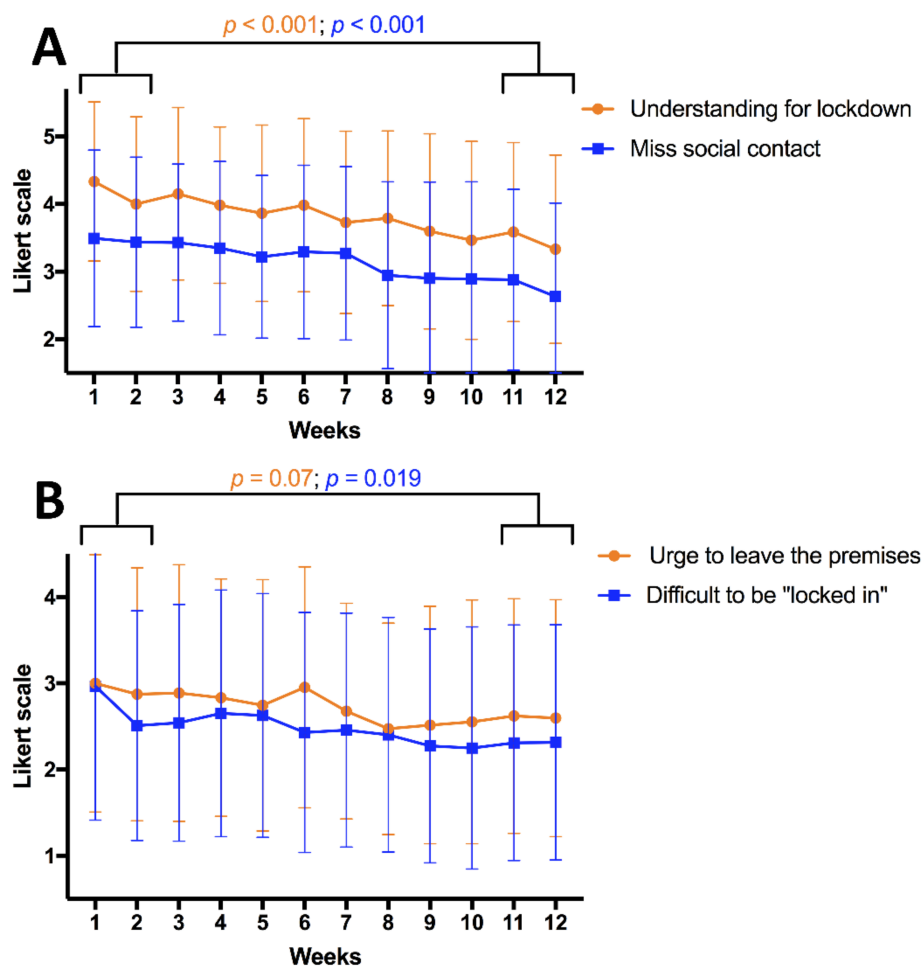 A
p < 0.001; p < 0.001
Understanding for lockdown
Miss social contact
Likert scale
5
4
3
2
1 2 3 4 5 6 7 8 9 10 11 12
Weeks
B
p = 0.07; p = 0.019
Urge to leave the premises
Difficult to be "locked in"
Likert scale
4
3
2
1
1 2 3 4 5 6 7 8 9 10 11 12
Weeks